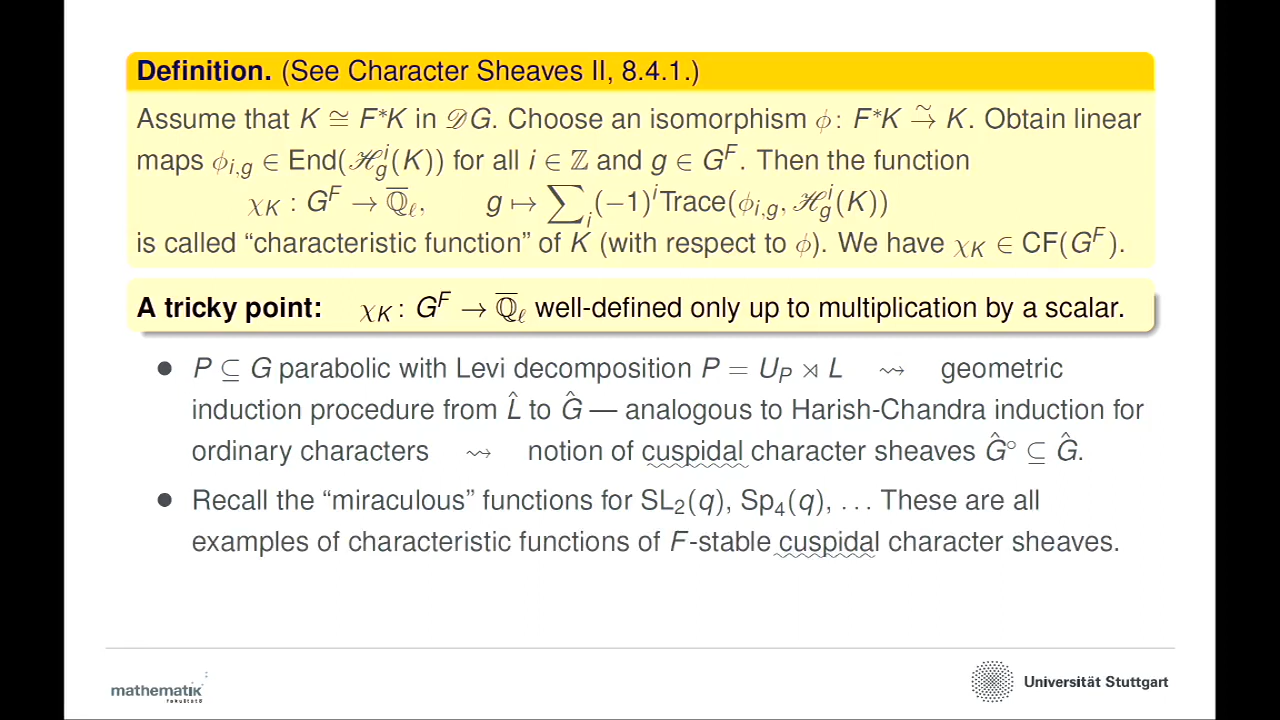 Definition. (See Character Sheaves II, 8.4.1.)
Assume that K ≅ F*K in 𝒟G. Choose an isomorphism ϕ: F*K →̃ K. Obtain linear
maps ϕ_{i,g} ∈ End(ℋ^i_g(K)) for all i ∈ ℤ and g ∈ G^F. Then the function
χ_K : G^F → ℚ̅_ℓ, g ↦ ∑_i (−1)^i Trace(ϕ_{i,g}, ℋ^i_g(K))
is called “characteristic function” of K (with respect to ϕ). We have χ_K ∈ CF(G^F).
A tricky point: χ_K : G^F → ℚ̅_ℓ well-defined only up to multiplication by a scalar.
● P ⊆ G parabolic with Levi decomposition P = U_P ⋊ L ⇝ geometric
induction procedure from L̂ to Ĝ — analogous to Harish-Chandra induction for
ordinary characters ⇝ notion of cuspidal character sheaves Ĝ° ⊆ Ĝ.
● Recall the “miraculous” functions for SL₂(q), Sp₄(q), … These are all
examples of characteristic functions of F-stable cuspidal character sheaves.
mathematik
fakultät
Universität Stuttgart